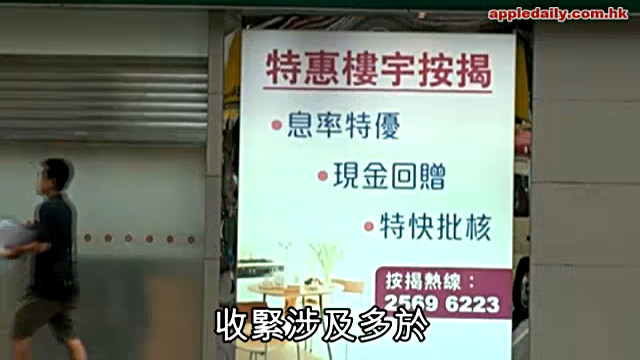 appledaily.com.hk
特惠樓宇按揭
息率特優
現金回贈
特快批核
按揭熱線：
2569 6223
收緊涉及多於